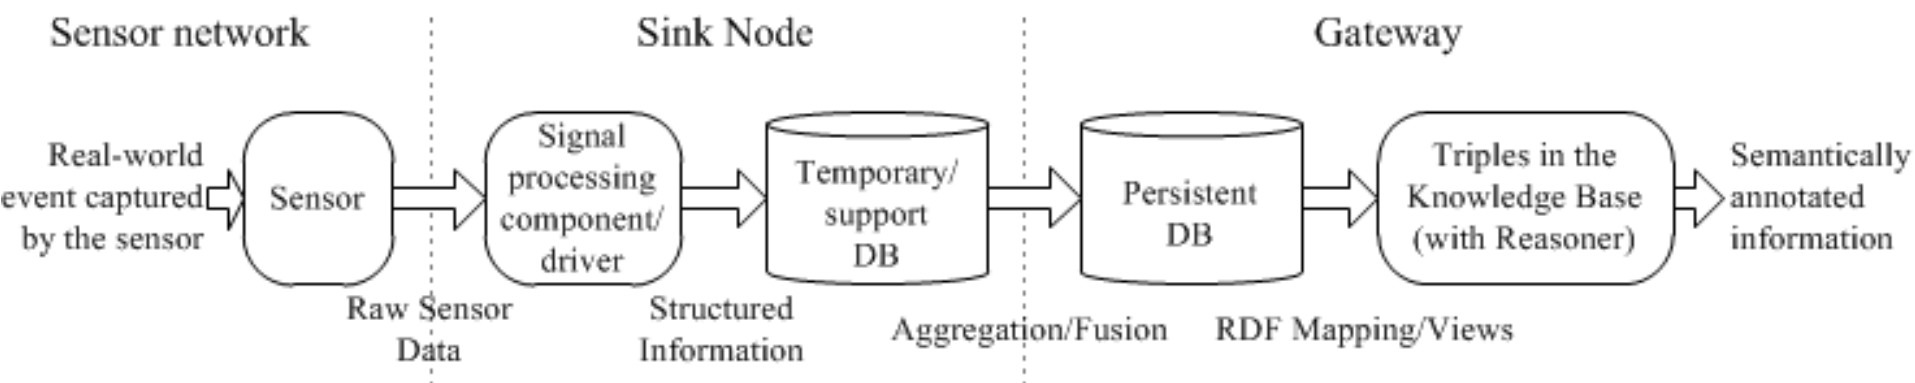 Sensor network
Sink Node
Gateway
Real-world
event captured
by the sensor
Sensor
Signal
processing
component/
driver
Temporary/
support
DB
Persistent
DB
Triples in the
Knowledge Base
(with Reasoner)
Semantically
annotated
information
Raw Sensor
Data
Structured
Information
Aggregation/Fusion
RDF Mapping/Views